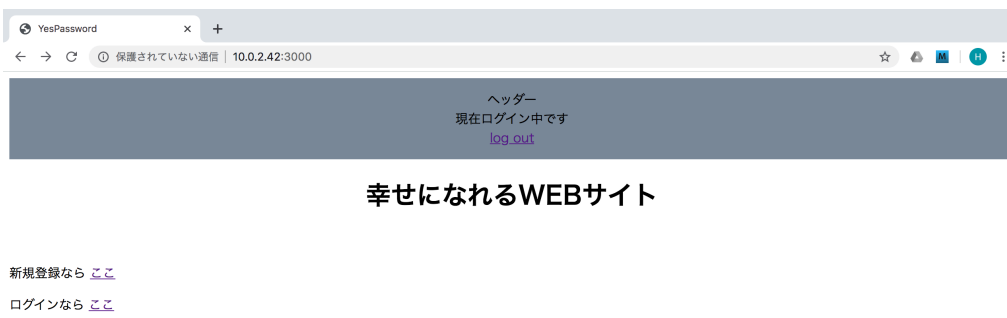 YesPassword
保護されていない通信 10.0.2.42:3000
M
H
ヘッダー
現在ログイン中です
log out
幸せになれるWEBサイト
新規登録なら ここ
ログインなら ここ